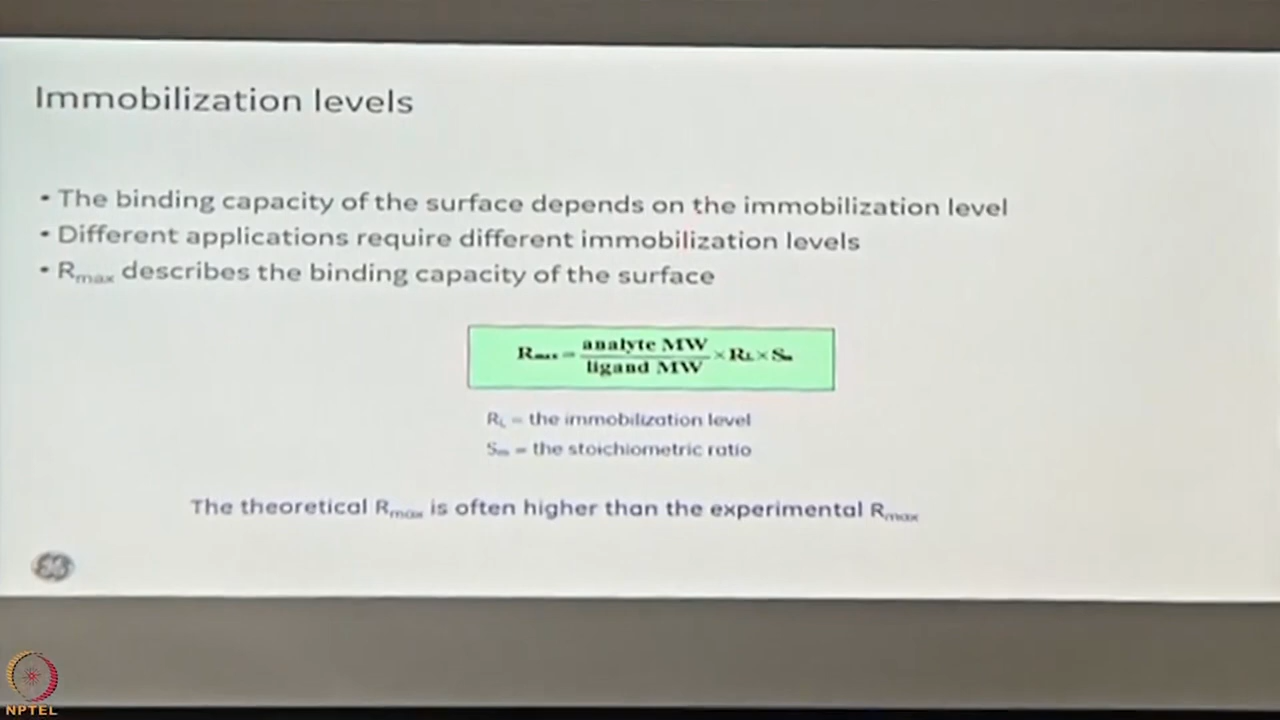 Immobilization levels
• The binding capacity of the surface depends on the immobilization level
• Different applications require different immobilization levels
• Rmax describes the binding capacity of the surface
Rmax = analyte MW / ligand MW × RL × Sm
RL = the immobilization level
Sm = the stoichiometric ratio
The theoretical Rmax is often higher than the experimental Rmax
GE
NPTEL